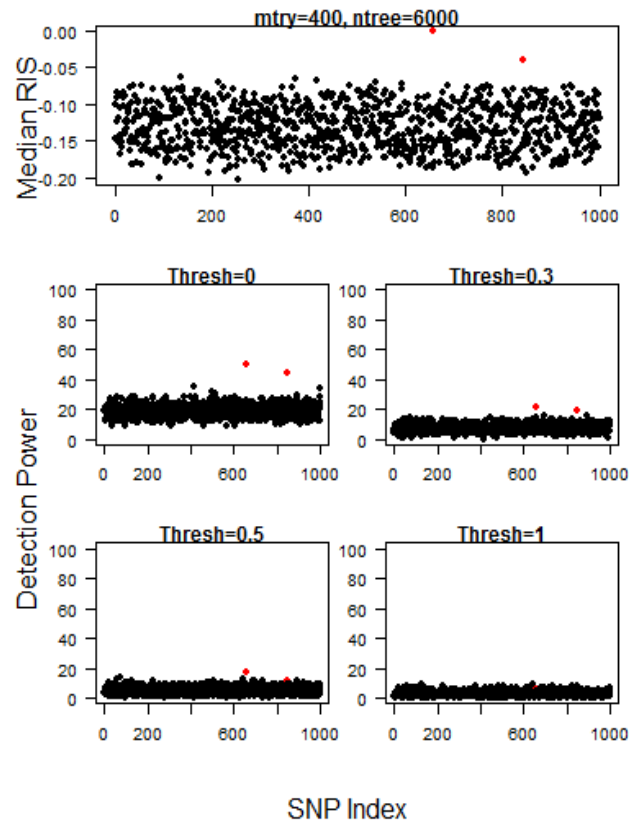 mtry=400, ntree=6000
Median RIS
0.00
-0.05
-0.10
-0.15
-0.20
0 200 400 600 800 1000
Detection Power
Thresh=0
100
80
60
40
20
0
0 200 600 1000
Thresh=0.3
100
80
60
40
20
0
0 200 600 1000
Thresh=0.5
100
80
60
40
20
0
0 200 600 1000
Thresh=1
100
80
60
40
20
0
0 200 600 1000
SNP Index